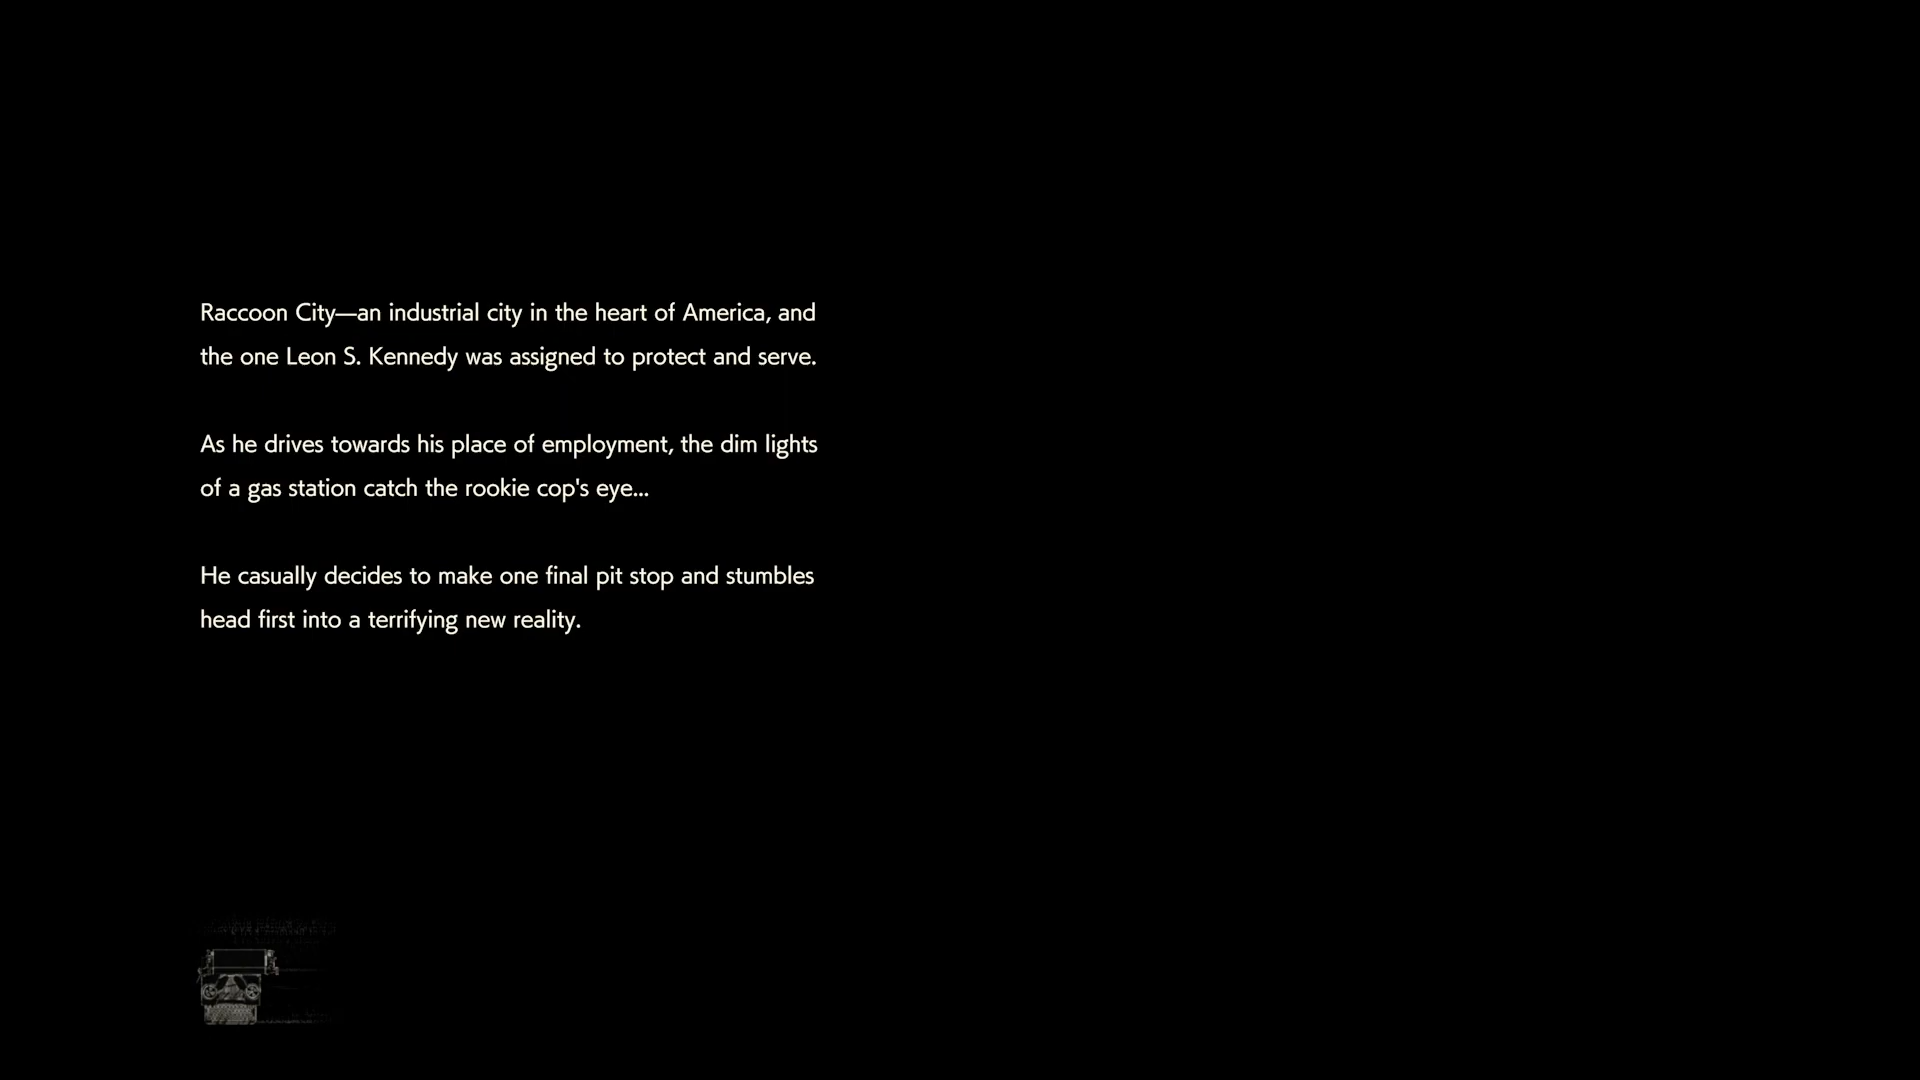 Raccoon City—an industrial city in the heart of America, and
the one Leon S. Kennedy was assigned to protect and serve.
As he drives towards his place of employment, the dim lights
of a gas station catch the rookie cop's eye...
He casually decides to make one final pit stop and stumbles
head first into a terrifying new reality.